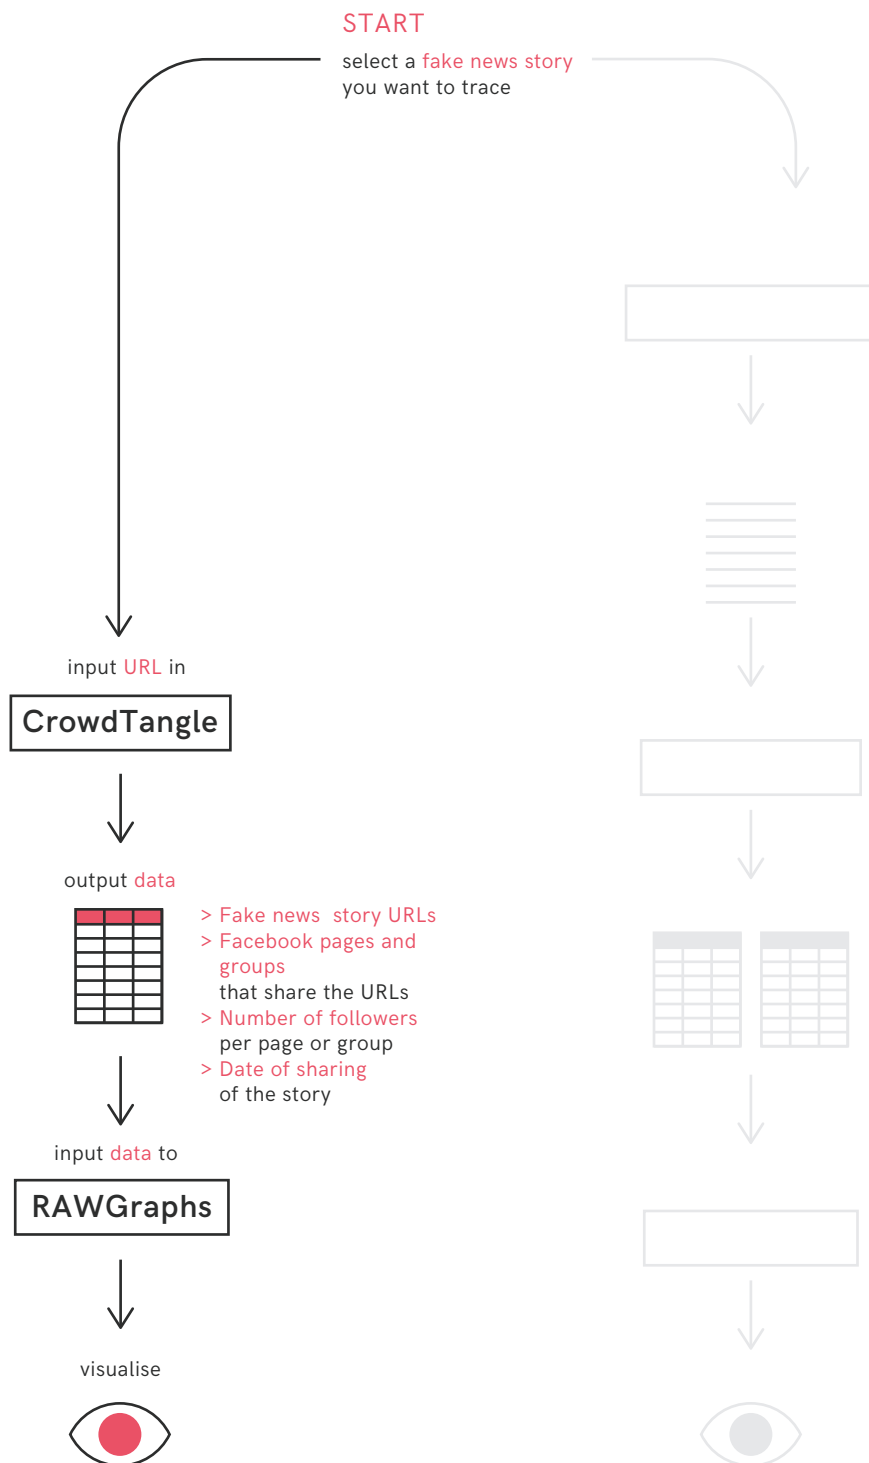 START
select a fake news story
you want to trace
input URL in
CrowdTangle
output data
> Fake news  story URLs
> Facebook pages and
groups
that share the URLs
> Number of followers
per page or group
> Date of sharing
of the story
input data to
RAWGraphs
visualise